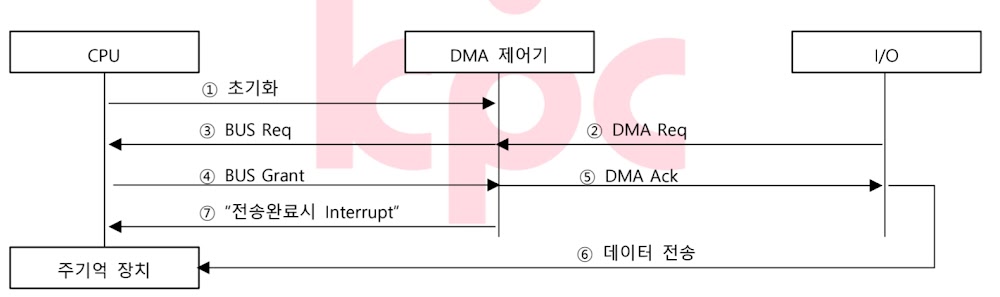 CPU
DMA 제어기
I/O
① 초기화
③ BUS Req
② DMA Req
④ BUS Grant
⑤ DMA Ack
⑦ “전송완료시 Interrupt”
⑥ 데이터 전송
주기억 장치
kpc